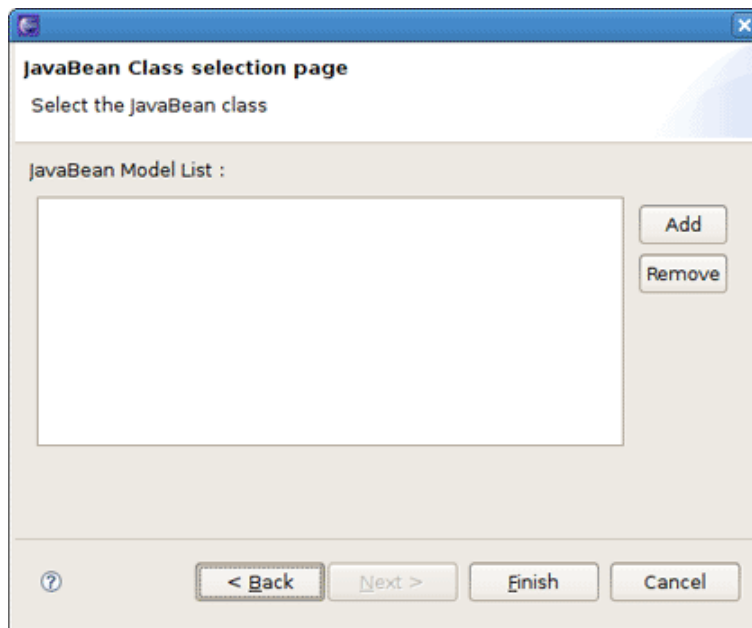 JavaBean Class selection page
Select the JavaBean class
JavaBean Model List :
Add
Remove
< Back
Next >
Finish
Cancel